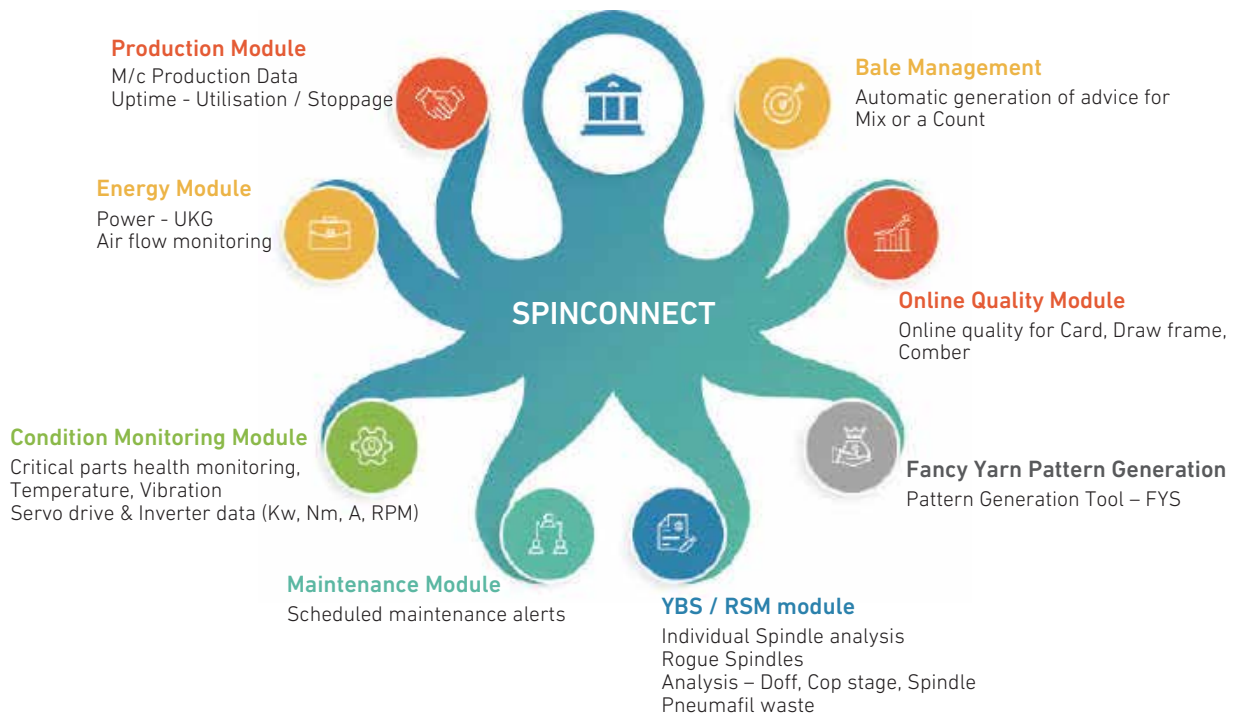 Production Module
M/c Production Data
Uptime - Utilisation / Stoppage
Bale Management
Automatic generation of advice for
Mix or a Count
Energy Module
Power - UKG
Air flow monitoring
SPINCONNECT
Online Quality Module
Online quality for Card, Draw frame,
Comber
Condition Monitoring Module
Critical parts health monitoring,
Temperature, Vibration
Servo drive & Inverter data (Kw, Nm, A, RPM)
Fancy Yarn Pattern Generation
Pattern Generation Tool – FYS
Maintenance Module
Scheduled maintenance alerts
YBS / RSM module
Individual Spindle analysis
Rogue Spindles
Analysis – Doff, Cop stage, Spindle
Pneumafil waste